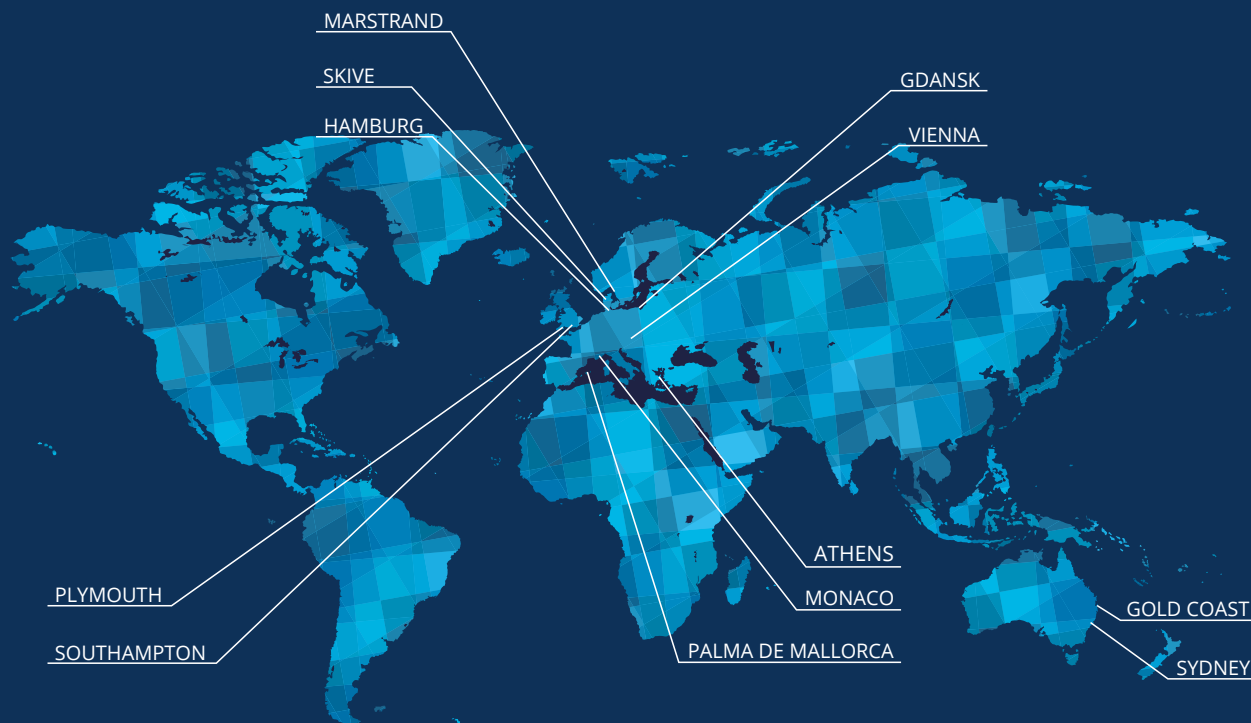 MARSTRAND
SKIVE
HAMBURG
GDANSK
VIENNA
ATHENS
PLYMOUTH
MONACO
GOLD COAST
SOUTHAMPTON
PALMA DE MALLORCA
SYDNEY